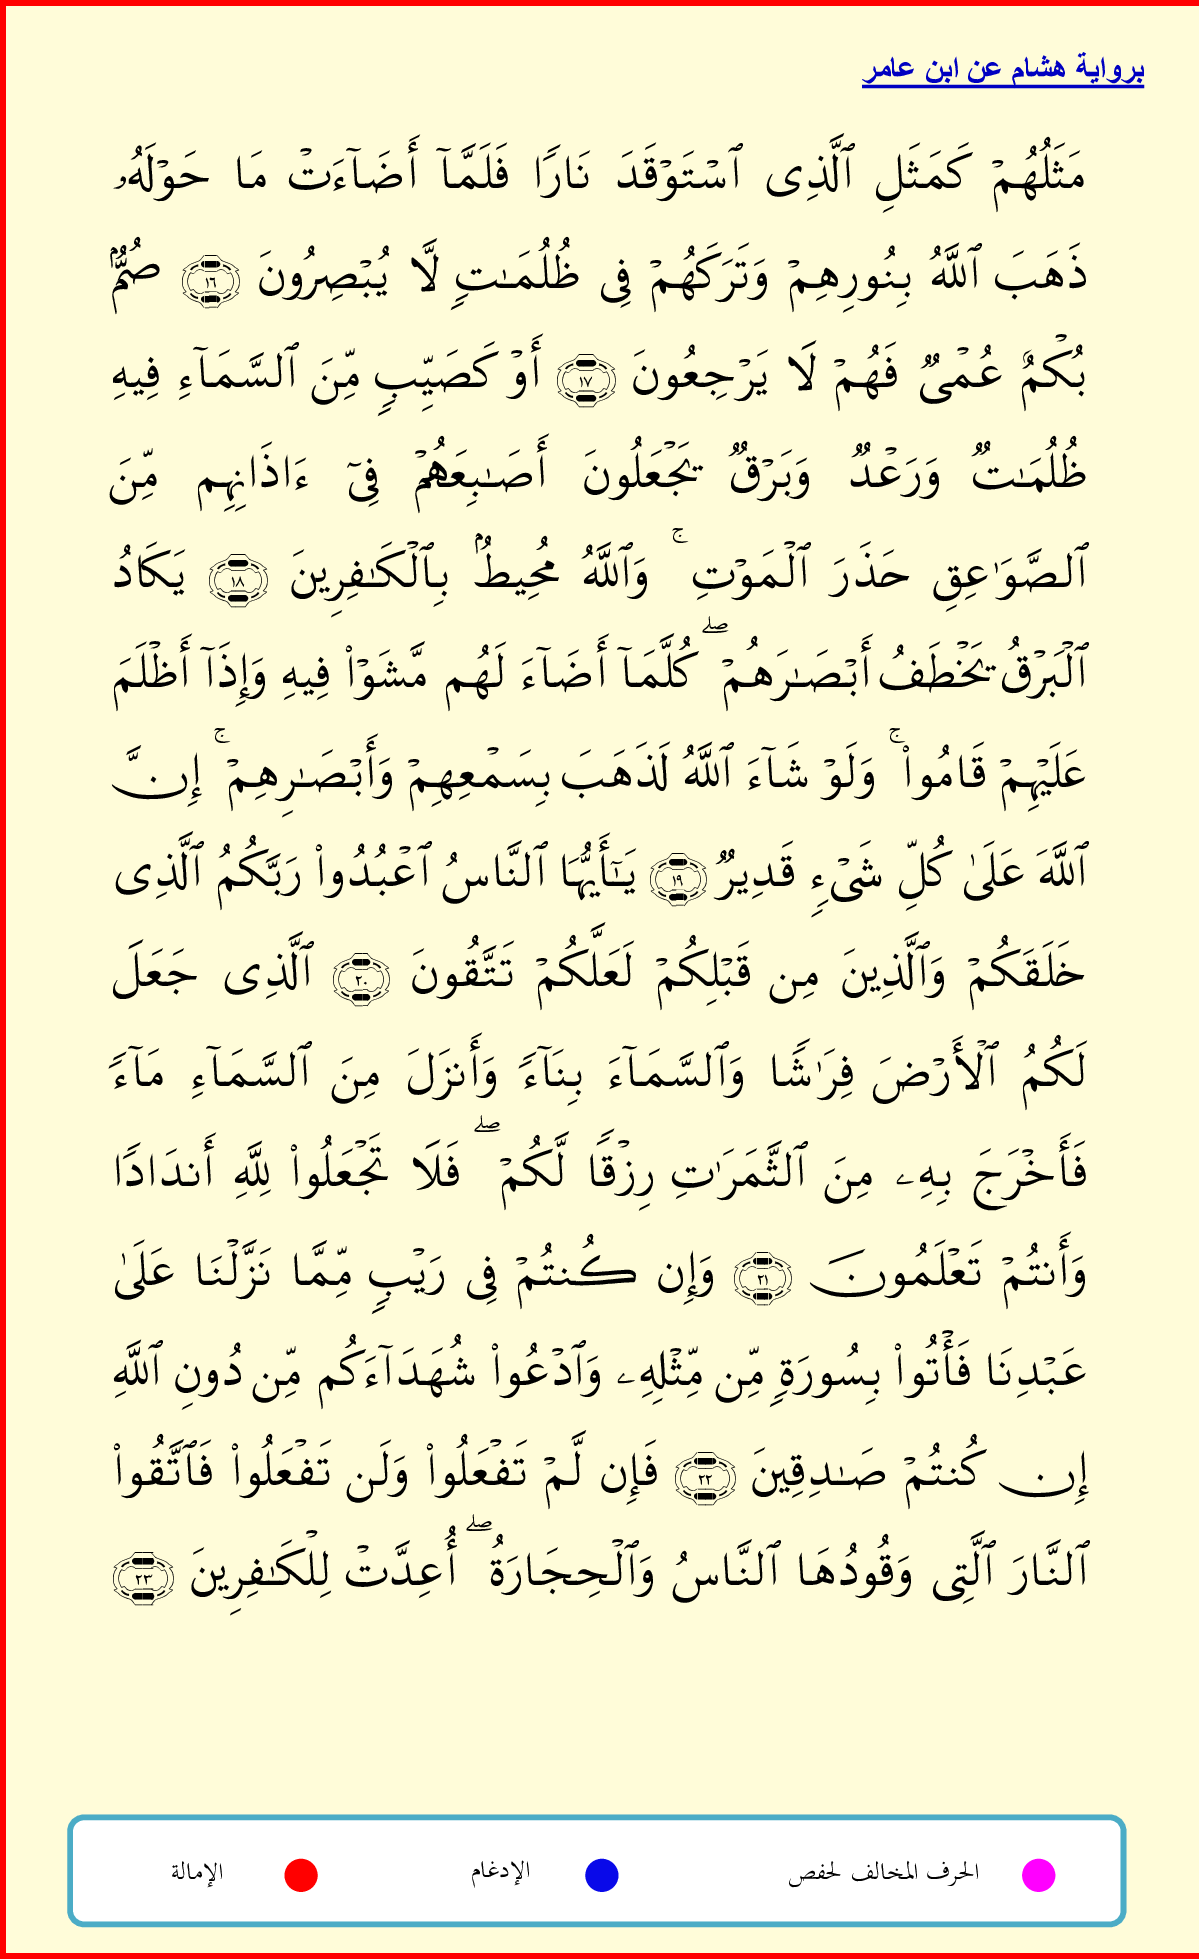 برواية هشام عن ابن عامر
مَثَلُهُمۡ كَمَثَلِ ٱلَّذِى ٱسۡتَوۡقَدَ نَارًا فَلَمَّآ أَضَآءَتۡ مَا حَوۡلَهُۥ
ذَهَبَ ٱللَّهُ بِنُورِهِمۡ وَتَرَكَهُمۡ فِى ظُلُمَـٰتٍ لَّا يُبۡصِرُونَ ١٦ صُمُّۢ
بُكۡمٌ عُمۡىٌ فَهُمۡ لَا يَرۡجِعُونَ ١٧ أَوۡ كَصَيِّبٍ مِّنَ ٱلسَّمَآءِ فِيهِ
ظُلُمَـٰتٌ وَرَعۡدٌ وَبَرۡقٌ يَجۡعَلُونَ أَصَـٰبِعَهُمۡ فِىٓ ءَاذَانِهِم مِّنَ
ٱلصَّوَٰعِقِ حَذَرَ ٱلۡمَوۡتِ ۚ وَٱللَّهُ مُحِيطُۢ بِٱلۡكَـٰفِرِينَ ١٨ يَكَادُ
ٱلۡبَرۡقُ يَخۡطَفُ أَبۡصَـٰرَهُمۡ ۖ كُلَّمَآ أَضَآءَ لَهُم مَّشَوۡاْ فِيهِ وَإِذَآ أَظۡلَمَ
عَلَيۡهِمۡ قَامُواْ ۚ وَلَوۡ شَآءَ ٱللَّهُ لَذَهَبَ بِسَمۡعِهِمۡ وَأَبۡصَـٰرِهِمۡ ۚ إِنَّ
ٱللَّهَ عَلَىٰ كُلِّ شَىۡءٍ قَدِيرٌ ١٩ يَـٰٓأَيُّهَا ٱلنَّاسُ ٱعۡبُدُواْ رَبَّكُمُ ٱلَّذِى
خَلَقَكُمۡ وَٱلَّذِينَ مِن قَبۡلِكُمۡ لَعَلَّكُمۡ تَتَّقُونَ ٢٠ ٱلَّذِى جَعَلَ
لَكُمُ ٱلۡأَرۡضَ فِرَٰشًا وَٱلسَّمَآءَ بِنَآءً وَأَنزَلَ مِنَ ٱلسَّمَآءِ مَآءً
فَأَخۡرَجَ بِهِۦ مِنَ ٱلثَّمَرَٰتِ رِزۡقًا لَّكُمۡ ۖ فَلَا تَجۡعَلُواْ لِلَّهِ أَندَادًا
وَأَنتُمۡ تَعۡلَمُونَ ٢١ وَإِن كُنتُمۡ فِى رَيۡبٍ مِّمَّا نَزَّلۡنَا عَلَىٰ
عَبۡدِنَا فَأۡتُواْ بِسُورَةٍ مِّن مِّثۡلِهِۦ وَٱدۡعُواْ شُهَدَآءَكُم مِّن دُونِ ٱللَّهِ
إِن كُنتُمۡ صَـٰدِقِينَ ٢٢ فَإِن لَّمۡ تَفۡعَلُواْ وَلَن تَفۡعَلُواْ فَٱتَّقُواْ
ٱلنَّارَ ٱلَّتِى وَقُودُهَا ٱلنَّاسُ وَٱلۡحِجَارَةُ ۖ أُعِدَّتۡ لِلۡكَـٰفِرِينَ ٢٣
الحرف المخالف لحفص الإدغام الإمالة